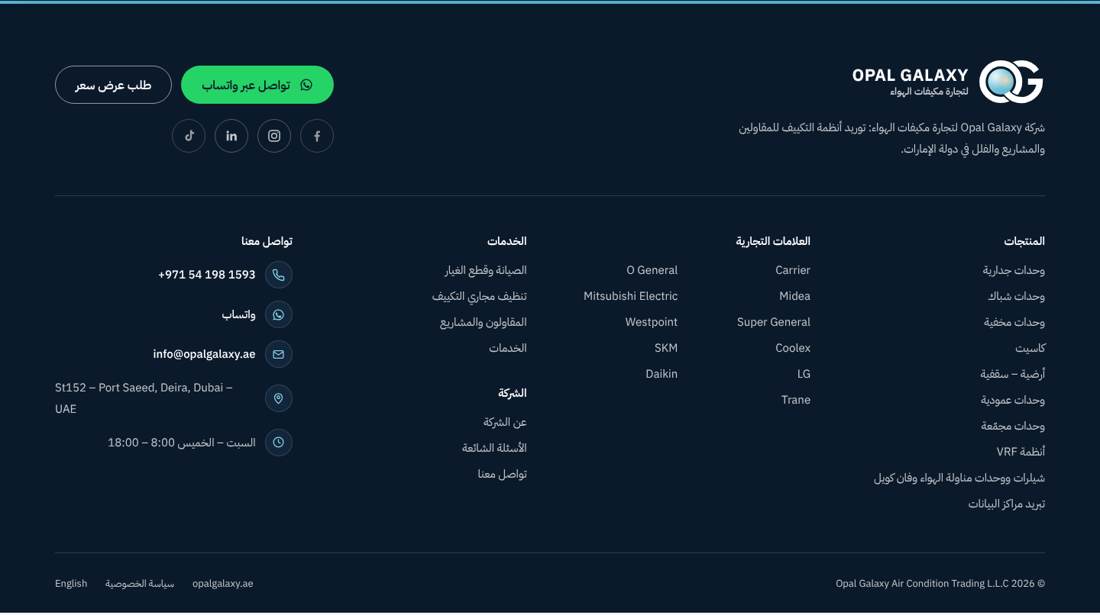 OPAL GALAXY
لتجارة مكيفات الهواء
شركة Opal Galaxy لتجارة مكيفات الهواء: توريد أنظمة التكييف للمقاولين
والمشاريع والفلل في دولة الإمارات.
تواصل عبر واتساب
طلب عرض سعر
المنتجات
وحدات جدارية
وحدات شباك
وحدات مخفية
كاسيت
أرضية – سقفية
وحدات عمودية
وحدات مجمّعة
أنظمة VRF
شيلرات ووحدات مناولة الهواء وفان كويل
تبريد مراكز البيانات
العلامات التجارية
Carrier
Midea
Super General
Coolex
LG
Trane
O General
Mitsubishi Electric
Westpoint
SKM
Daikin
الخدمات
الصيانة وقطع الغيار
تنظيف مجاري التكييف
المقاولون والمشاريع
الخدمات
الشركة
عن الشركة
الأسئلة الشائعة
تواصل معنا
تواصل معنا
+971 54 198 1593
واتساب
info@opalgalaxy.ae
St152 – Port Saeed, Deira, Dubai –
UAE
السبت – الخميس 8:00 – 18:00
© 2026 Opal Galaxy Air Condition Trading L.L.C
opalgalaxy.ae
سياسة الخصوصية
English